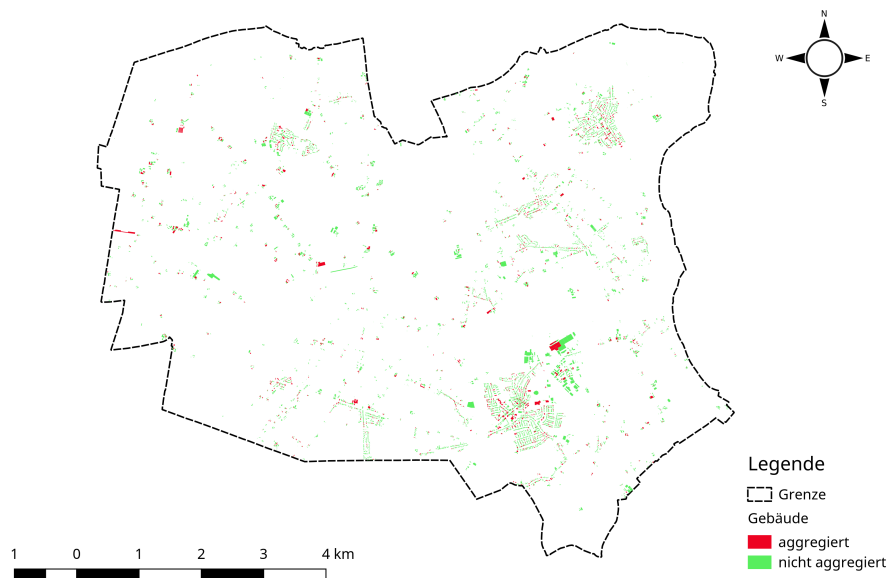 N
W E
S
Legende
Grenze
Gebäude
aggregiert
nicht aggregiert
1 0 1 2 3 4 km